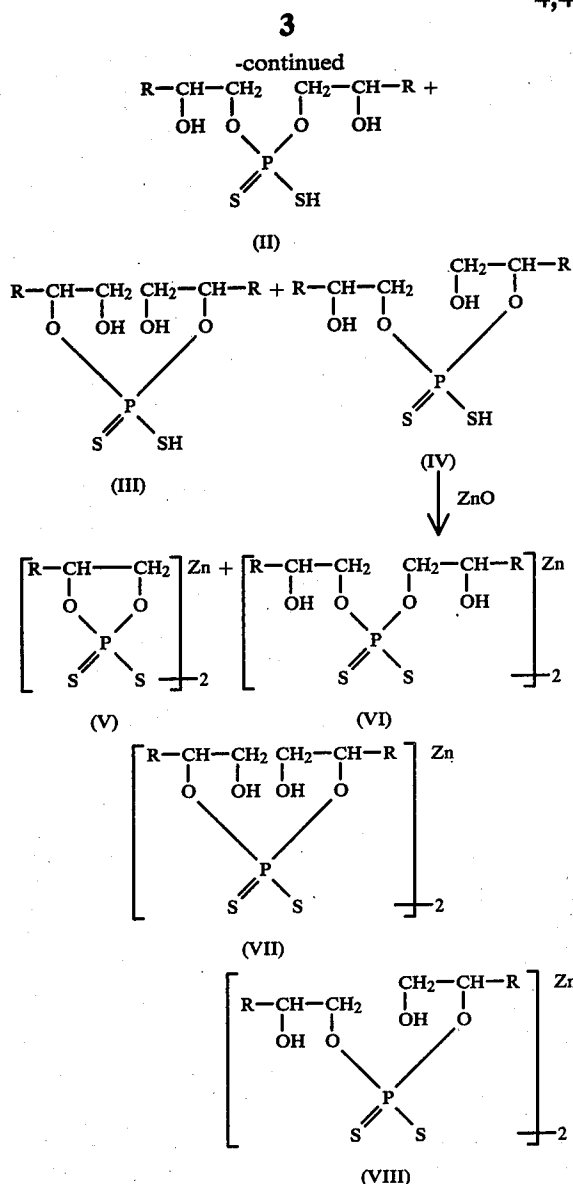 4,4
3
-continued
R—CH—CH₂ CH₂—CH—R +
OH O O OH
P
S SH
(II)
R—CH—CH₂ CH₂—CH—R + R—CH—CH₂ CH₂—CH—R
O OH OH O OH O OH O
P P
S SH S SH
(III) (IV)
ZnO
R—CH—CH₂ Zn + R—CH—CH₂ CH₂—CH—R Zn
O O OH O O OH
P P
S S 2 S S 2
(V) (VI)
R—CH—CH₂ CH₂—CH—R Zn
O OH OH O
P
S S 2
(VII)
R—CH—CH₂ CH₂—CH—R Zn
OH O OH O
P
S S 2
(VIII)